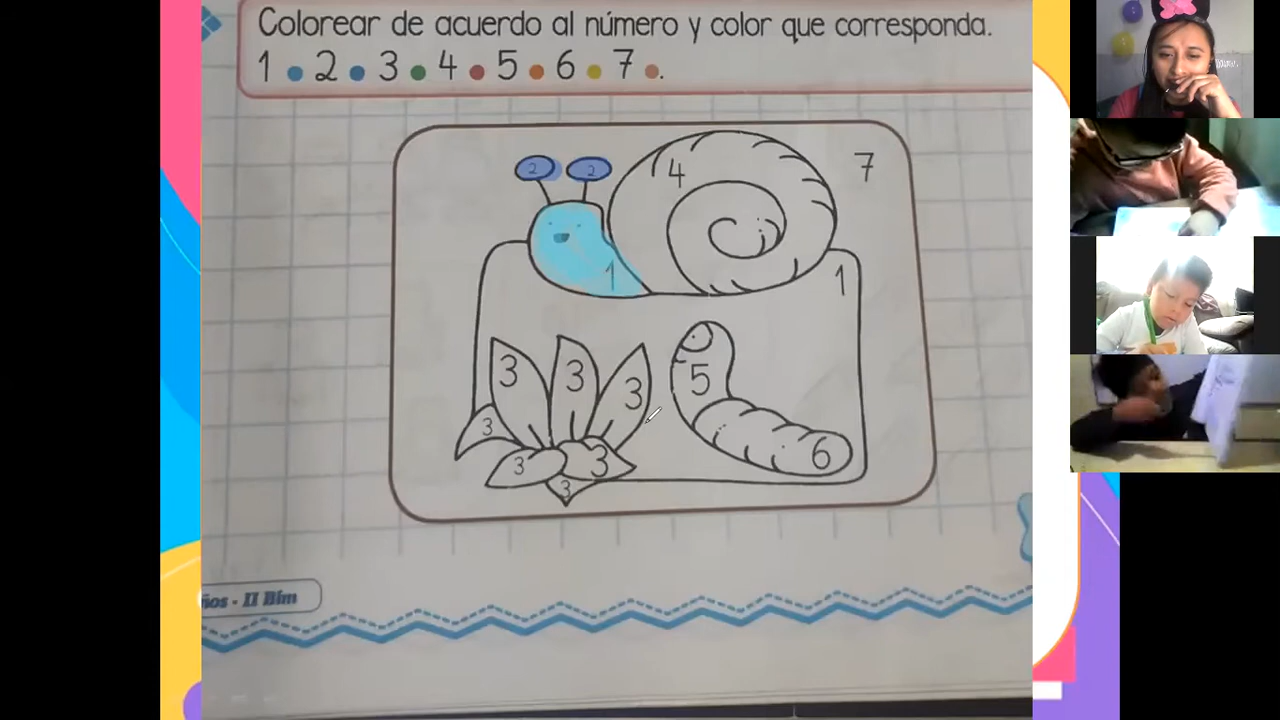 Colorear de acuerdo al número y color que corresponda.
1 2 3 4 5 6 7 .
2 2
4
7
1
1
3 3 3
5
3
3 3
6
3
ños - II Bim